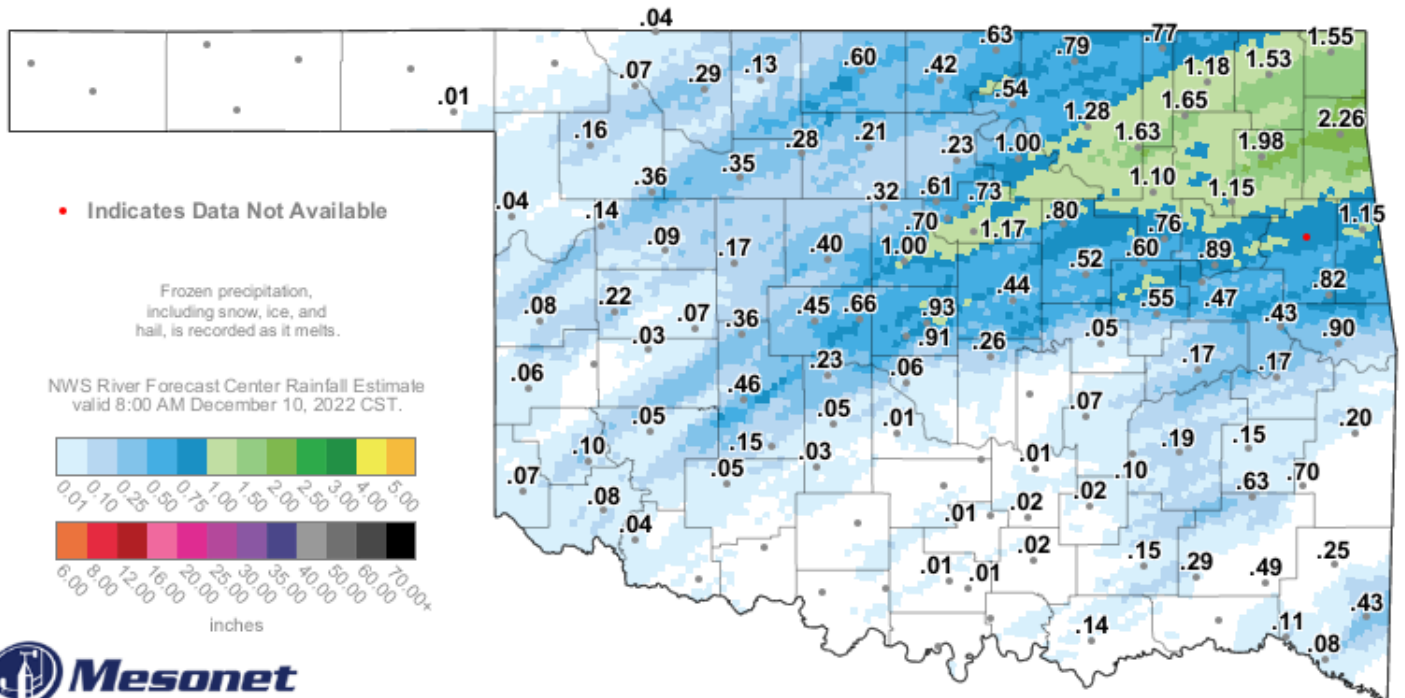 .04
.63 .79 .77 1.55
.07 .29 .13 .60 .42 1.18 1.53
.01 .54
1.28 1.65 2.26
.16 .28 .21 1.00 1.63 1.98
.36 .35 .23
.32 .61 .73 1.10 1.15
.04 .14 .70 1.17 .80 .76 1.15
• Indicates Data Not Available
.09 .17 .40 1.00 .52 .60 .89
.82
Frozen precipitation,
including snow, ice, and
hail, is recorded as it melts.
.08 .22 .07 .36 .45 .66 .93 .44 .55 .47 .43
.03 .91 .26 .05 .90
.06 .46 .23 .06 .17 .17
NWS River Forecast Center Rainfall Estimate
valid 8:00 AM December 10, 2022 CST.
.05 .05 .01 .07 .20
.10 .15 .03 .01 .19 .15
.07 .05 .10 .63 .70
.08 .02 .02
.04 .01
0.01 0.10 0.25 0.50 0.75 1.00 1.50 2.00 2.50 3.00 4.00 5.00
.02 .15 .29 .49 .25
.01 .01
6.00 8.00 12.00 16.00 20.00 25.00 30.00 35.00 40.00 50.00 60.00 70.00+
inches
.14 .11 .43
.08
Mesonet